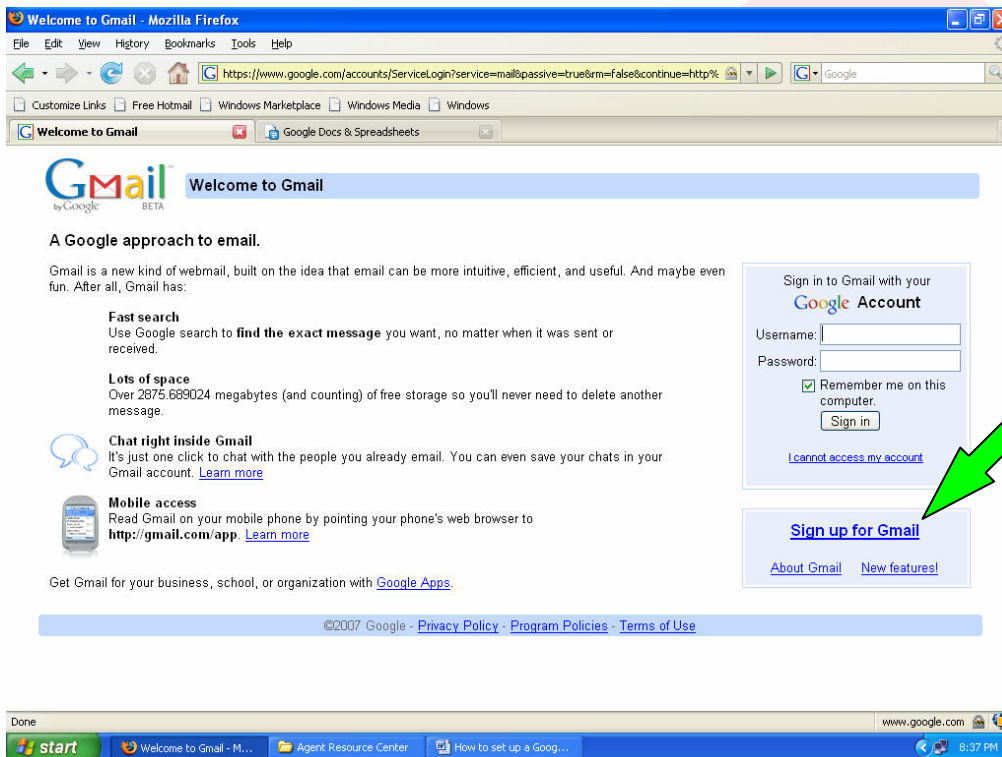 Welcome to Gmail - Mozilla Firefox
File Edit View History Bookmarks Tools Help
https://www.google.com/accounts/ServiceLogin?service=mail&passive=true&rm=false&continue=http% Google
Customize Links Free Hotmail Windows Marketplace Windows Media Windows
Welcome to Gmail Google Docs & Spreadsheets
Gmail by Google BETA
Welcome to Gmail
A Google approach to email.
Gmail is a new kind of webmail, built on the idea that email can be more intuitive, efficient, and useful. And maybe even
fun. After all, Gmail has:
Fast search
Use Google search to find the exact message you want, no matter when it was sent or
received.
Lots of space
Over 2875.689024 megabytes (and counting) of free storage so you'll never need to delete another
message.
Chat right inside Gmail
It's just one click to chat with the people you already email. You can even save your chats in your
Gmail account. Learn more
Mobile access
Read Gmail on your mobile phone by pointing your phone's web browser to
http://gmail.com/app. Learn more
Get Gmail for your business, school, or organization with Google Apps.
Sign in to Gmail with your
Google Account
Username:
Password:
Remember me on this
computer.
Sign in
I cannot access my account
Sign up for Gmail
About Gmail New features!
©2007 Google - Privacy Policy - Program Policies - Terms of Use
Done www.google.com
start Welcome to Gmail - M... Agent Resource Center How to set up a Goog... 8:37 PM